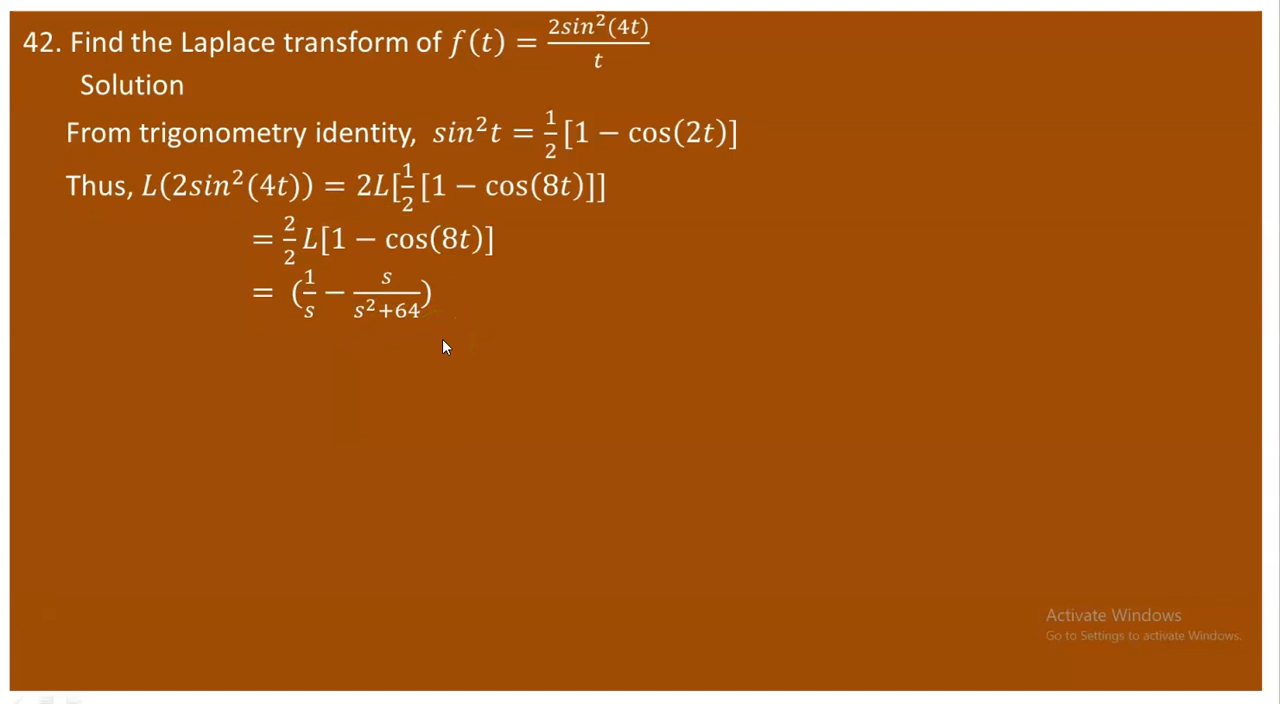 42. Find the Laplace transform of f(t) = 2sin²(4t)/t
Solution
From trigonometry identity, sin²t = 1/2[1 − cos(2t)]
Thus, L(2sin²(4t)) = 2L[1/2[1 − cos(8t)]]
= 2/2 L[1 − cos(8t)]
= (1/s − s/s²+64)
Activate Windows
Go to Settings to activate Windows.